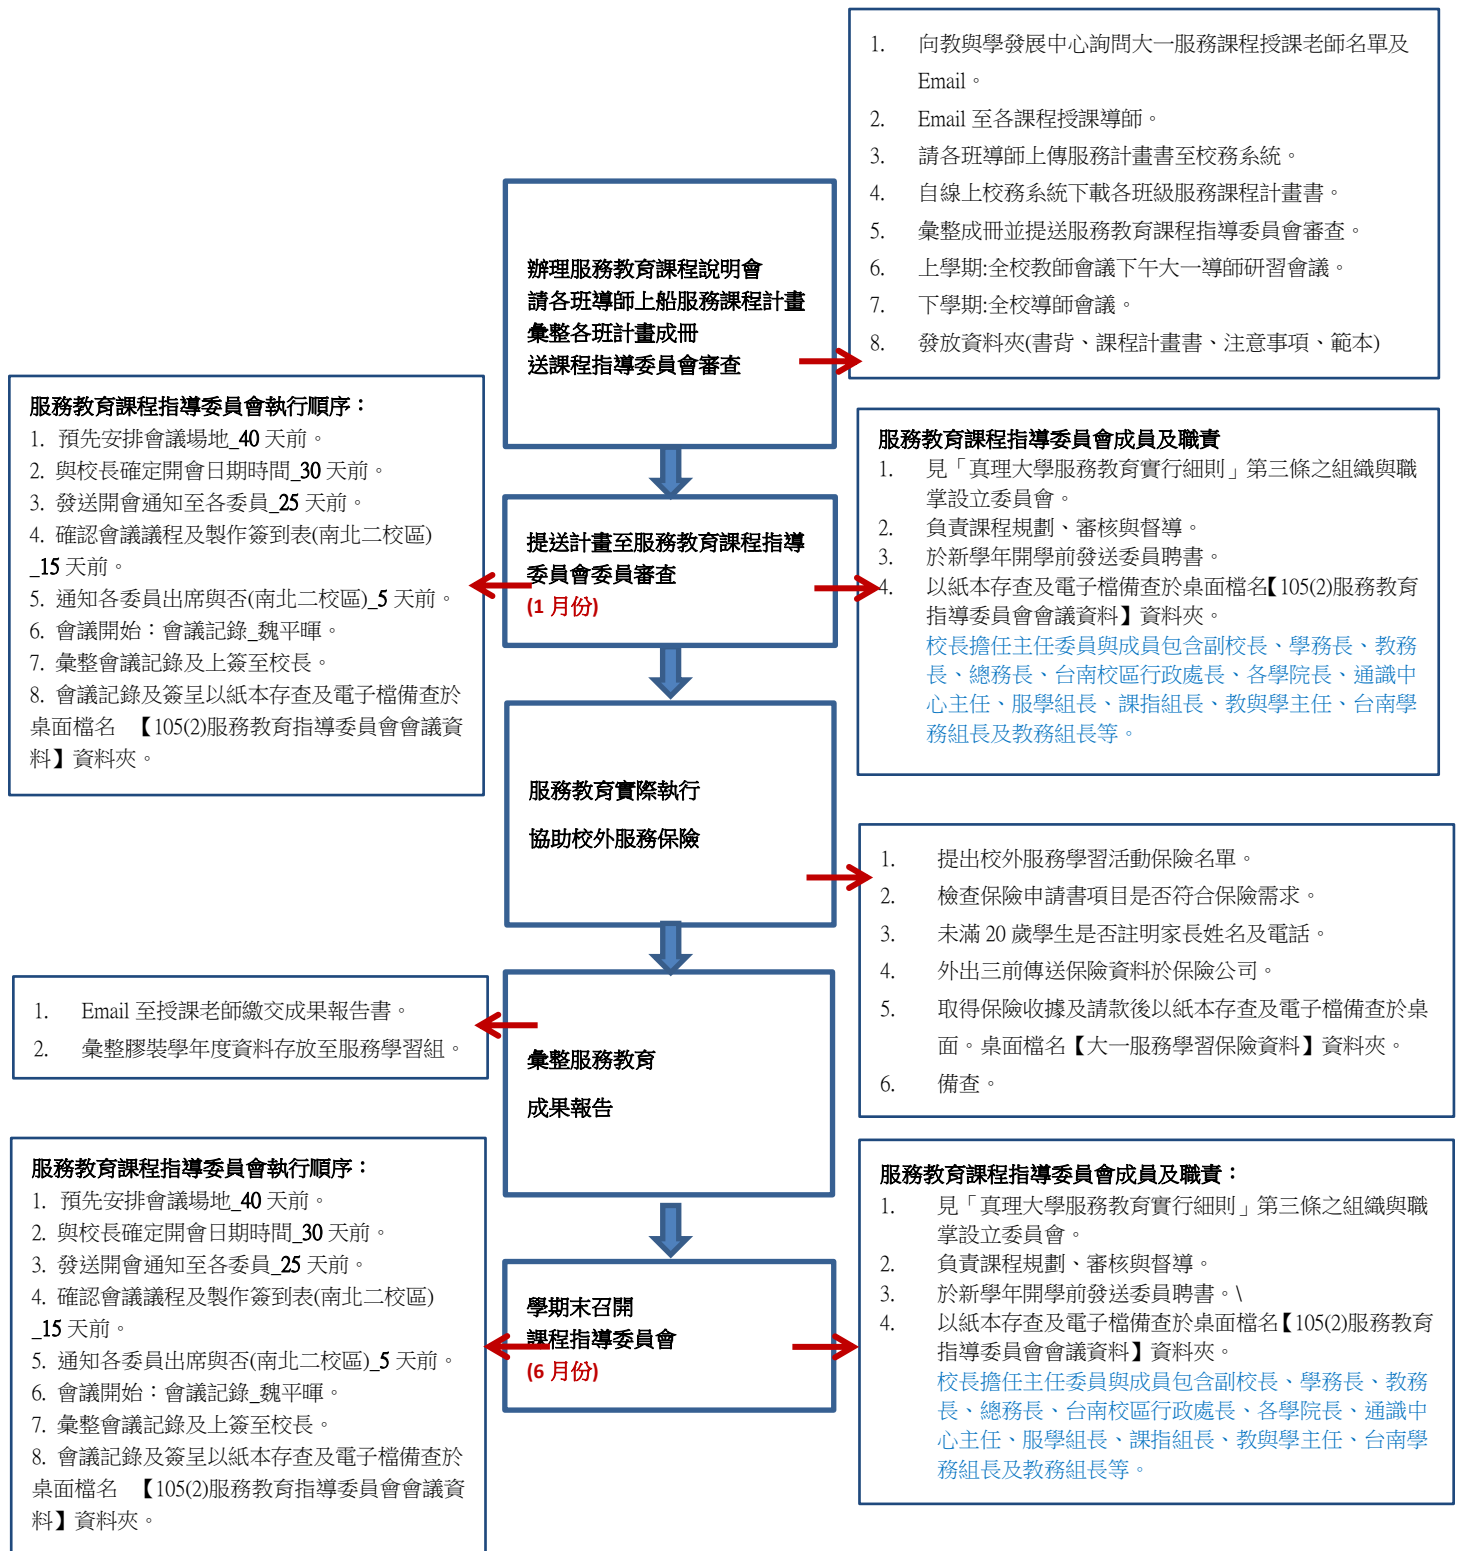 1. 向教與學發展中心詢問大一服務課程授課老師名單及
Email。
2. Email 至各課程授課導師。
3. 請各班導師上傳服務計畫書至校務系統。
4. 自線上校務系統下載各班級服務課程計畫書。
5. 彙整成冊並提送服務教育課程指導委員會審查。
6. 上學期:全校教師會議下午大一導師研習會議。
7. 下學期:全校導師會議。
8. 發放資料夾(書背、課程計畫書、注意事項、範本)
辦理服務教育課程說明會
請各班導師上船服務課程計畫
彙整各班計畫成冊
送課程指導委員會審查
服務教育課程指導委員會執行順序：
1. 預先安排會議場地_40 天前。
2. 與校長確定開會日期時間_30 天前。
3. 發送開會通知至各委員_25 天前。
4. 確認會議議程及製作簽到表(南北二校區)
_15 天前。
5. 通知各委員出席與否(南北二校區)_5 天前。
6. 會議開始：會議記錄_魏平暉。
7. 彙整會議記錄及上簽至校長。
8. 會議記錄及簽呈以紙本存查及電子檔備查於
桌面檔名 【105(2)服務教育指導委員會會議資
料】資料夾。
提送計畫至服務教育課程指導
委員會委員審查
(1 月份)
服務教育課程指導委員會成員及職責
1. 見「真理大學服務教育實行細則」第三條之組織與職
掌設立委員會。
2. 負責課程規劃、審核與督導。
3. 於新學年開學前發送委員聘書。
4. 以紙本存查及電子檔備查於桌面檔名【105(2)服務教育
指導委員會會議資料】資料夾。
校長擔任主任委員與成員包含副校長、學務長、教務
長、總務長、台南校區行政處長、各學院長、通識中
心主任、服學組長、課指組長、教與學主任、台南學
務組長及教務組長等。
服務教育實際執行
協助校外服務保險
1. 提出校外服務學習活動保險名單。
2. 檢查保險申請書項目是否符合保險需求。
3. 未滿 20 歲學生是否註明家長姓名及電話。
4. 外出三前傳送保險資料於保險公司。
5. 取得保險收據及請款後以紙本存查及電子檔備查於桌
面。桌面檔名【大一服務學習保險資料】資料夾。
6. 備查。
1. Email 至授課老師繳交成果報告書。
2. 彙整膠裝學年度資料存放至服務學習組。
彙整服務教育
成果報告
服務教育課程指導委員會執行順序：
1. 預先安排會議場地_40 天前。
2. 與校長確定開會日期時間_30 天前。
3. 發送開會通知至各委員_25 天前。
4. 確認會議議程及製作簽到表(南北二校區)
_15 天前。
5. 通知各委員出席與否(南北二校區)_5 天前。
6. 會議開始：會議記錄_魏平暉。
7. 彙整會議記錄及上簽至校長。
8. 會議記錄及簽呈以紙本存查及電子檔備查於
桌面檔名 【105(2)服務教育指導委員會會議資
料】資料夾。
學期末召開
課程指導委員會
(6 月份)
服務教育課程指導委員會成員及職責：
1. 見「真理大學服務教育實行細則」第三條之組織與職
掌設立委員會。
2. 負責課程規劃、審核與督導。
3. 於新學年開學前發送委員聘書。\
4. 以紙本存查及電子檔備查於桌面檔名【105(2)服務教育
指導委員會會議資料】資料夾。
校長擔任主任委員與成員包含副校長、學務長、教務
長、總務長、台南校區行政處長、各學院長、通識中
心主任、服學組長、課指組長、教與學主任、台南學
務組長及教務組長等。